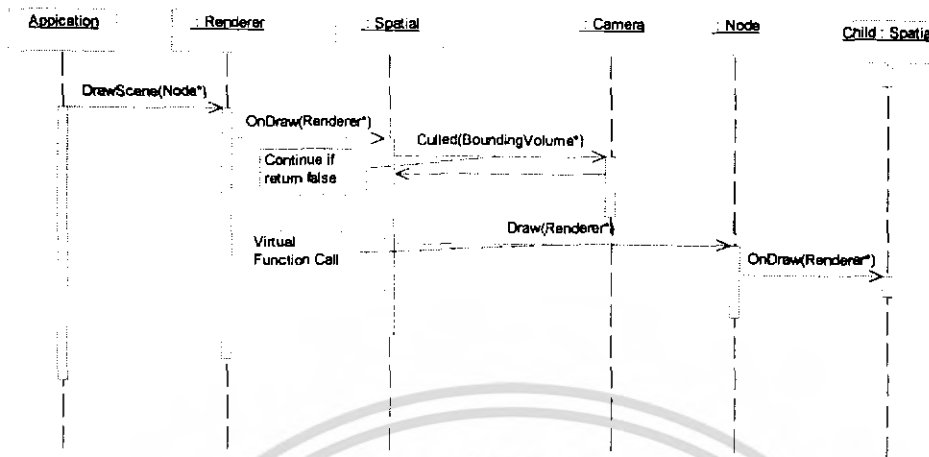 Appication
: Renderer
: Spatial
: Camera
: Node
Child : Spatia
DrawScene(Node*)
OnDraw(Renderer*)
Culled(BoundingVolume*)
Continue if
return false
Draw(Renderer*)
Virtual
Function Call
OnDraw(Renderer*)